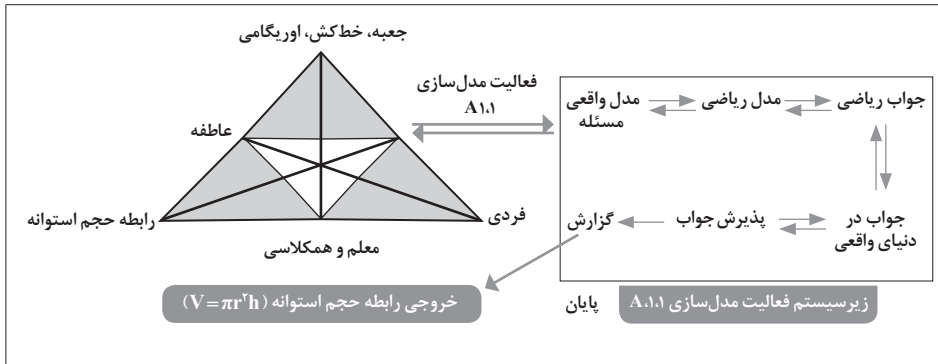 جعبه، خط‌کش، اوریگامی
فعالیت مدل‌سازی
A۱،۱
عاطفه
رابطه حجم استوانه
فردی
معلم و همکلاسی
مدل واقعی
مسئله
مدل ریاضی
جواب ریاضی
گزارش
پذیرش جواب
جواب در
دنیای واقعی
خروجی رابطه حجم استوانه (V=πr²h)
پایان
زیرسیستم فعالیت مدل‌سازی A،۱،۱